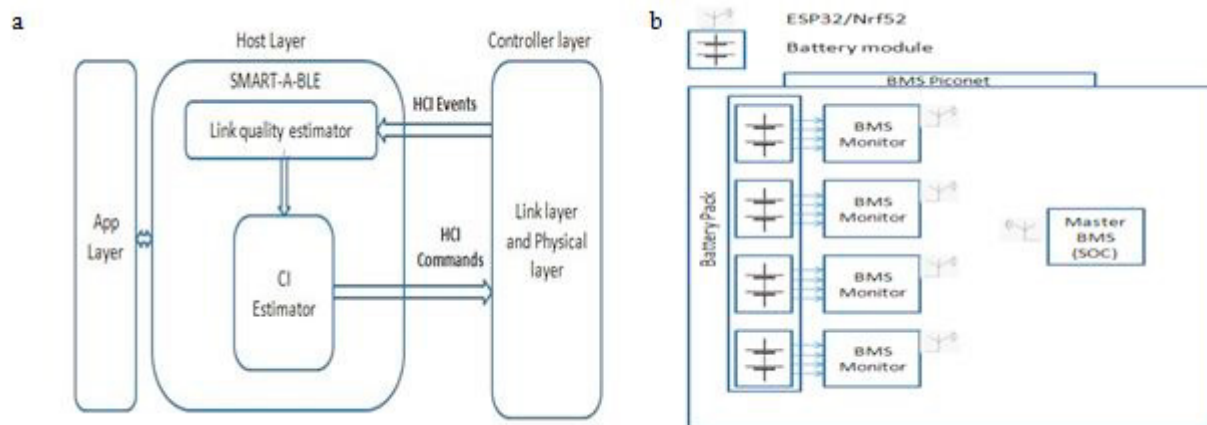 a
Host Layer
Controller layer
SMART-A-BLE
Link quality estimator
HCI Events
App
Layer
CI
Estimator
HCI
Commands
Link layer
and Physical
layer
b
ESP32/Nrf52
Battery module
BMS Piconet
Battery Pack
BMS
Monitor
BMS
Monitor
BMS
Monitor
BMS
Monitor
Master
BMS
(SOC)